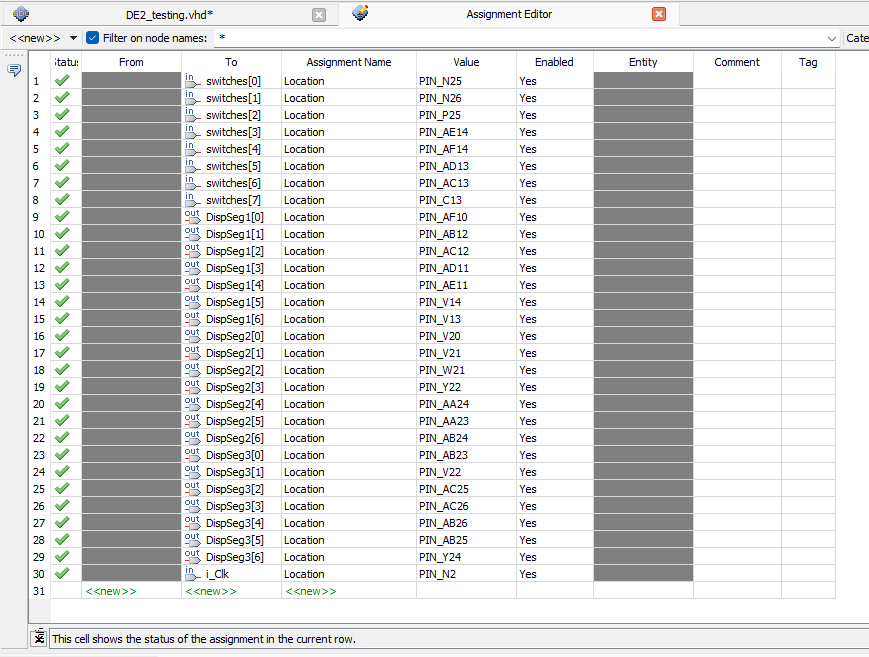 DE2_testing.vhd* Assignment Editor
<<new>> Filter on node names: * Cate
Status From To Assignment Name Value Enabled Entity Comment Tag
1 in switches[0] Location PIN_N25 Yes
2 in switches[1] Location PIN_N26 Yes
3 in switches[2] Location PIN_P25 Yes
4 in switches[3] Location PIN_AE14 Yes
5 in switches[4] Location PIN_AF14 Yes
6 in switches[5] Location PIN_AD13 Yes
7 in switches[6] Location PIN_AC13 Yes
8 in switches[7] Location PIN_C13 Yes
9 out DispSeg1[0] Location PIN_AF10 Yes
10 out DispSeg1[1] Location PIN_AB12 Yes
11 out DispSeg1[2] Location PIN_AC12 Yes
12 out DispSeg1[3] Location PIN_AD11 Yes
13 out DispSeg1[4] Location PIN_AE11 Yes
14 out DispSeg1[5] Location PIN_V14 Yes
15 out DispSeg1[6] Location PIN_V13 Yes
16 out DispSeg2[0] Location PIN_V20 Yes
17 out DispSeg2[1] Location PIN_V21 Yes
18 out DispSeg2[2] Location PIN_W21 Yes
19 out DispSeg2[3] Location PIN_Y22 Yes
20 out DispSeg2[4] Location PIN_AA24 Yes
21 out DispSeg2[5] Location PIN_AA23 Yes
22 out DispSeg2[6] Location PIN_AB24 Yes
23 out DispSeg3[0] Location PIN_AB23 Yes
24 out DispSeg3[1] Location PIN_V22 Yes
25 out DispSeg3[2] Location PIN_AC25 Yes
26 out DispSeg3[3] Location PIN_AC26 Yes
27 out DispSeg3[4] Location PIN_AB26 Yes
28 out DispSeg3[5] Location PIN_AB25 Yes
29 out DispSeg3[6] Location PIN_Y24 Yes
30 in i_Clk Location PIN_N2 Yes
31 <<new>> <<new>> <<new>>
This cell shows the status of the assignment in the current row.